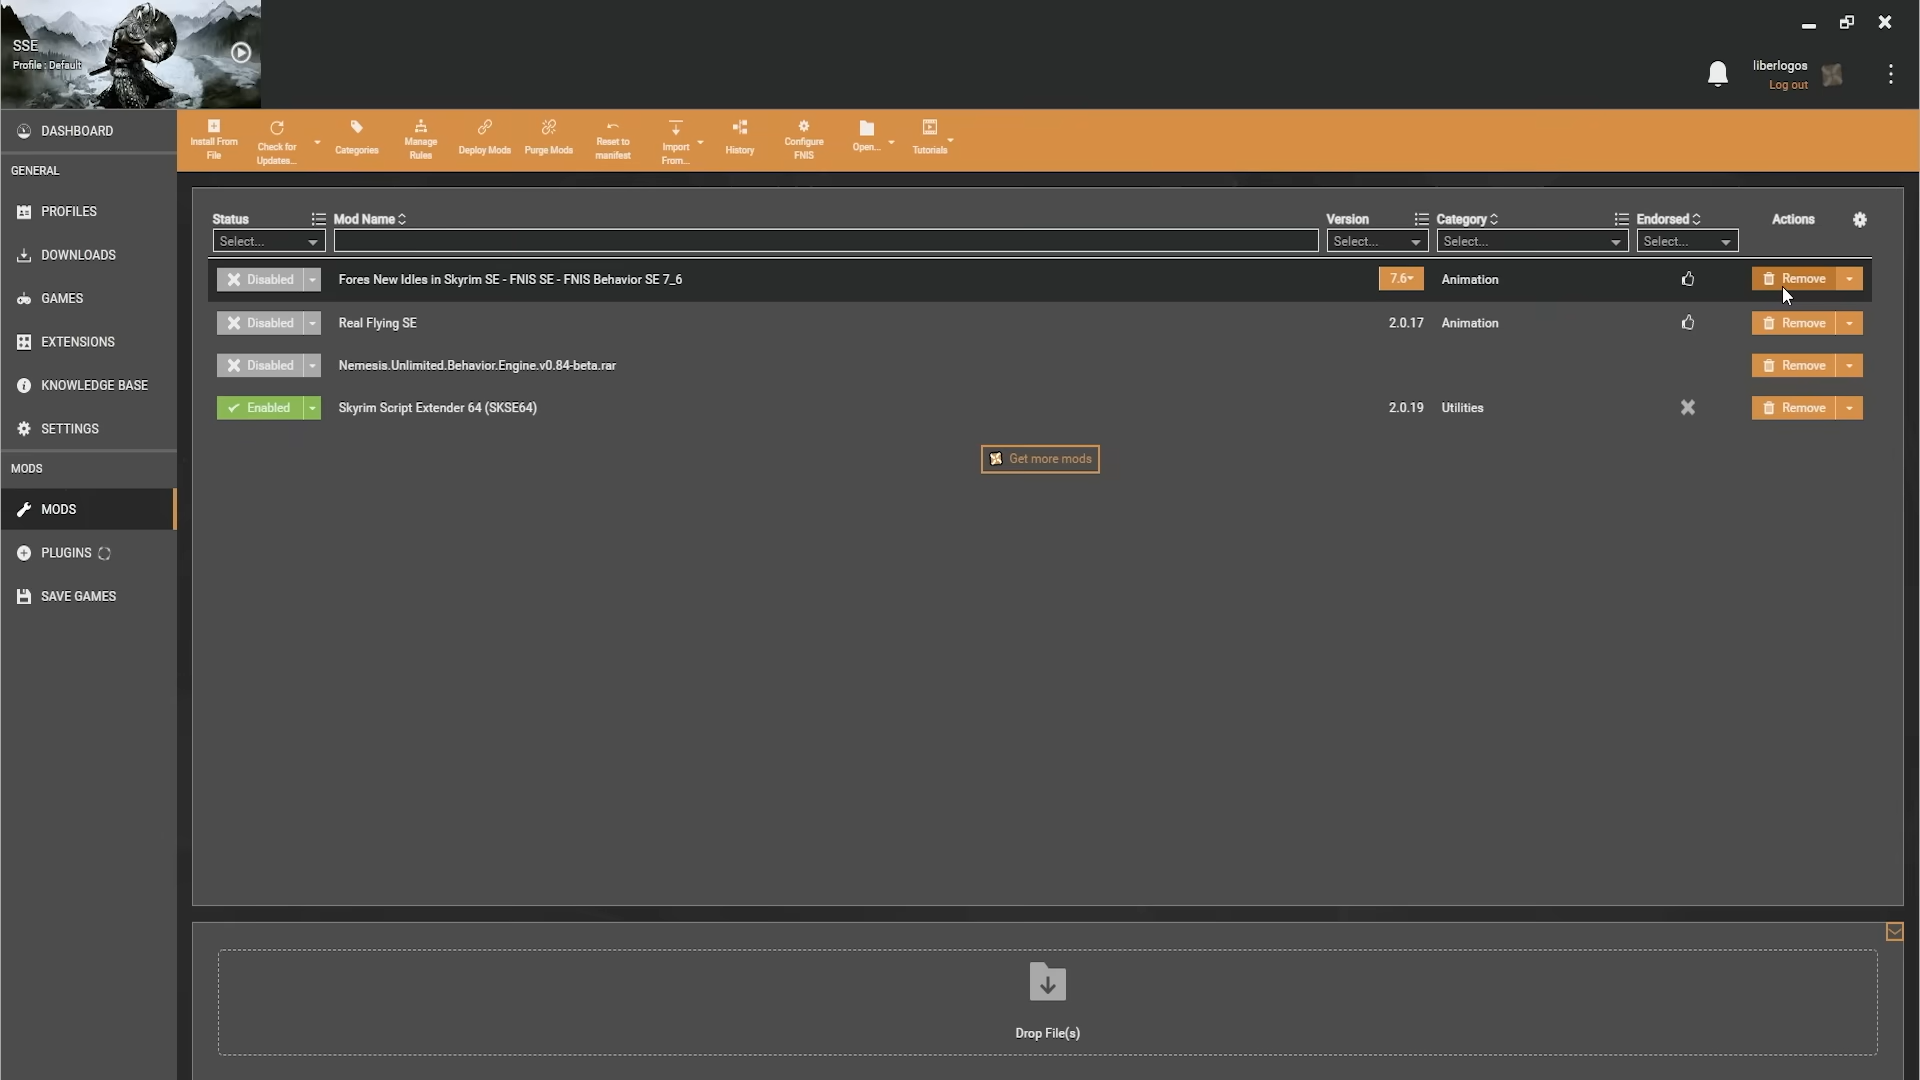 SSE
Profile : Default
liberlogos
Log out
DASHBOARD
GENERAL
PROFILES
DOWNLOADS
GAMES
EXTENSIONS
KNOWLEDGE BASE
SETTINGS
MODS
MODS
PLUGINS
SAVE GAMES
Install From
File
Check for
Updates...
Categories
Manage
Rules
Deploy Mods
Purge Mods
Reset to
manifest
Import
From...
History
Configure
FNIS
Open...
Tutorials
Status Mod Name Version Category Endorsed Actions
Select... Select... Select... Select...
Disabled Fores New Idles in Skyrim SE - FNIS SE - FNIS Behavior SE 7_6 7.6 Animation Remove
Disabled Real Flying SE 2.0.17 Animation Remove
Disabled Nemesis.Unlimited.Behavior.Engine.v0.84-beta.rar Remove
Enabled Skyrim Script Extender 64 (SKSE64) 2.0.19 Utilities Remove
Get more mods
Drop File(s)